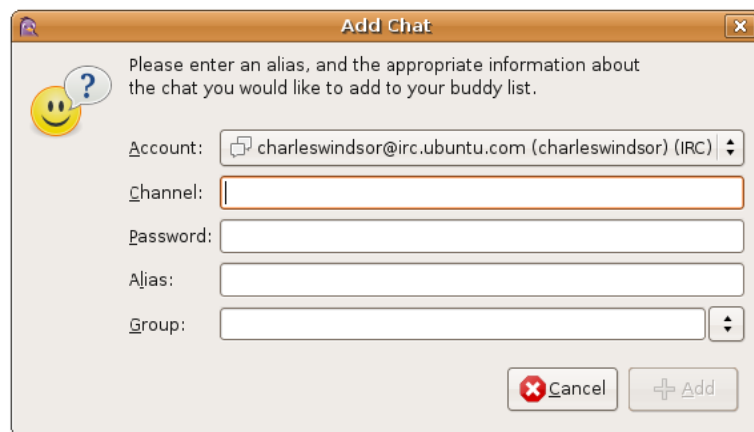 Add Chat
Please enter an alias, and the appropriate information about
the chat you would like to add to your buddy list.
Account: charleswindsor@irc.ubuntu.com (charleswindsor) (IRC)
Channel:
Password:
Alias:
Group:
Cancel Add